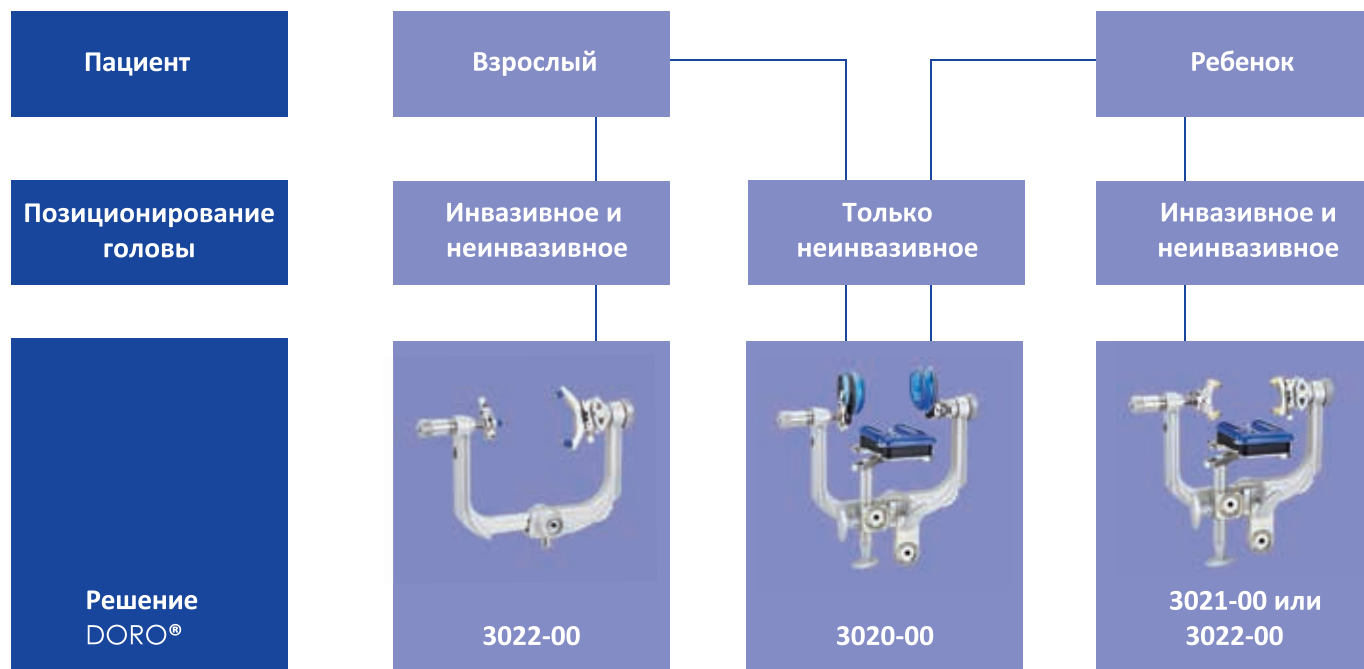 Пациент
Взрослый
Ребенок
Позиционирование
головы
Инвазивное и
неинвазивное
Только
неинвазивное
Инвазивное и
неинвазивное
Решение
DORO®
3022-00
3020-00
3021-00 или
3022-00